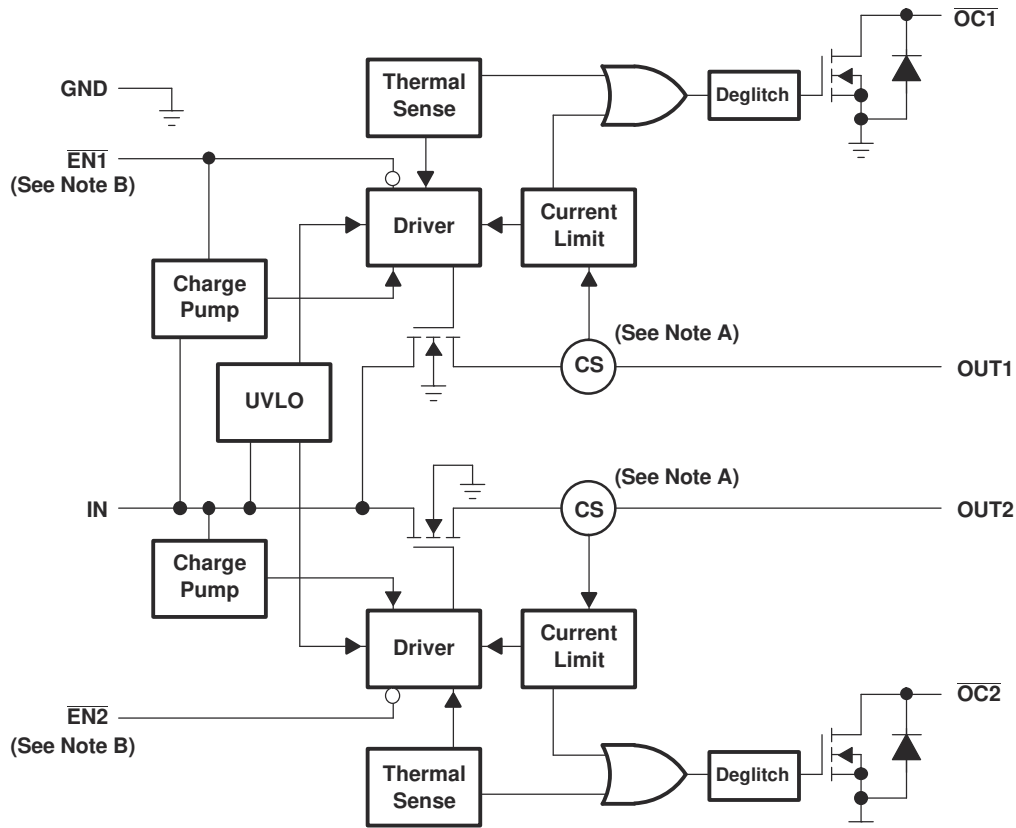 OC1
Thermal
Sense
GND
Deglitch
EN1
(See Note B)
Driver
Current
Limit
Charge
Pump
(See Note A)
CS
OUT1
UVLO
(See Note A)
IN
CS
OUT2
Charge
Pump
Driver
Current
Limit
OC2
EN2
(See Note B)
Thermal
Sense
Deglitch